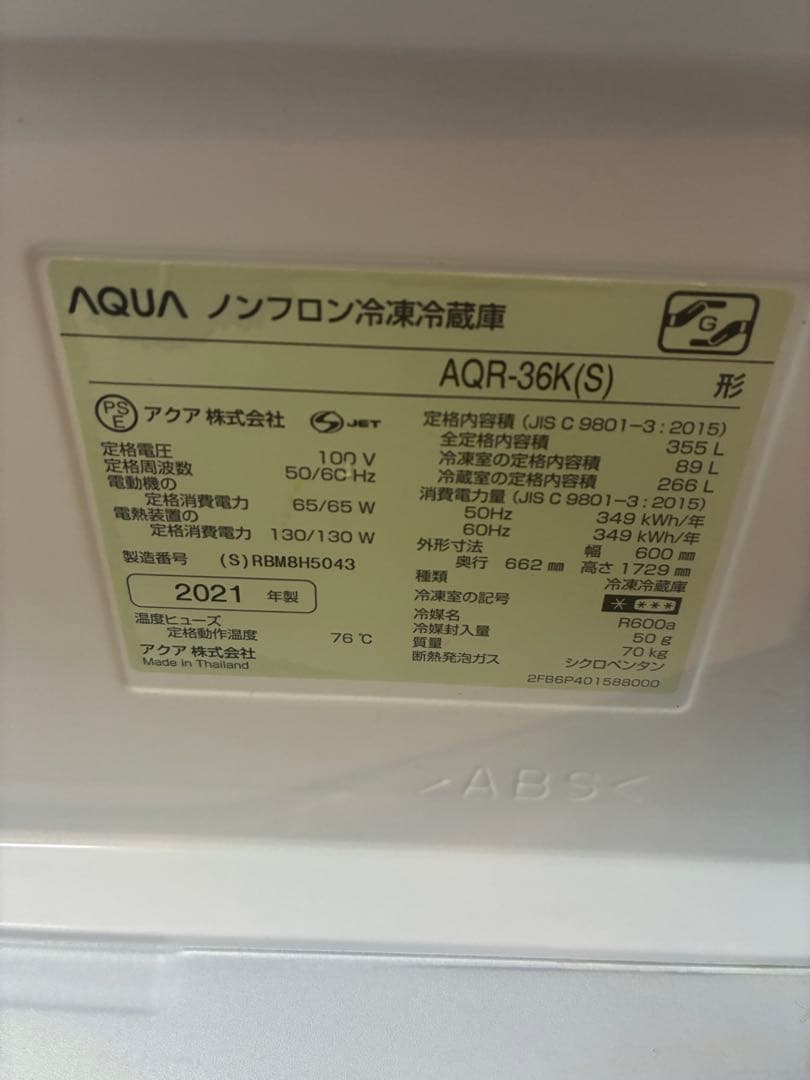 AQUA ノンフロン冷凍冷蔵庫
G
AQR-36K(S) 形
PS E アクア 株式会社 JET
定格電圧 100 V
定格周波数 50/60 Hz
電動機の
定格消費電力 65/65 W
電熱装置の
定格消費電力 130/130 W
製造番号 (S)RBM8H5043
2021 年製
温度ヒューズ
定格動作温度 76 ℃
アクア 株式会社
Made in Thailand
定格内容積 (JIS C 9801-3:2015)
全定格内容積 355 L
冷凍室の定格内容積 89 L
冷蔵室の定格内容積 266 L
消費電力量 (JIS C 9801-3:2015)
50Hz 349 kWh/年
60Hz 349 kWh/年
外形寸法 幅 600 ㎜
奥行 662 ㎜ 高さ 1729 ㎜
種類 冷凍冷蔵庫
冷凍室の記号 * ***
冷媒名 R600a
冷媒封入量 50 g
質量 70 kg
断熱発泡ガス シクロペンタン
2FB6P401588000
>ABS<